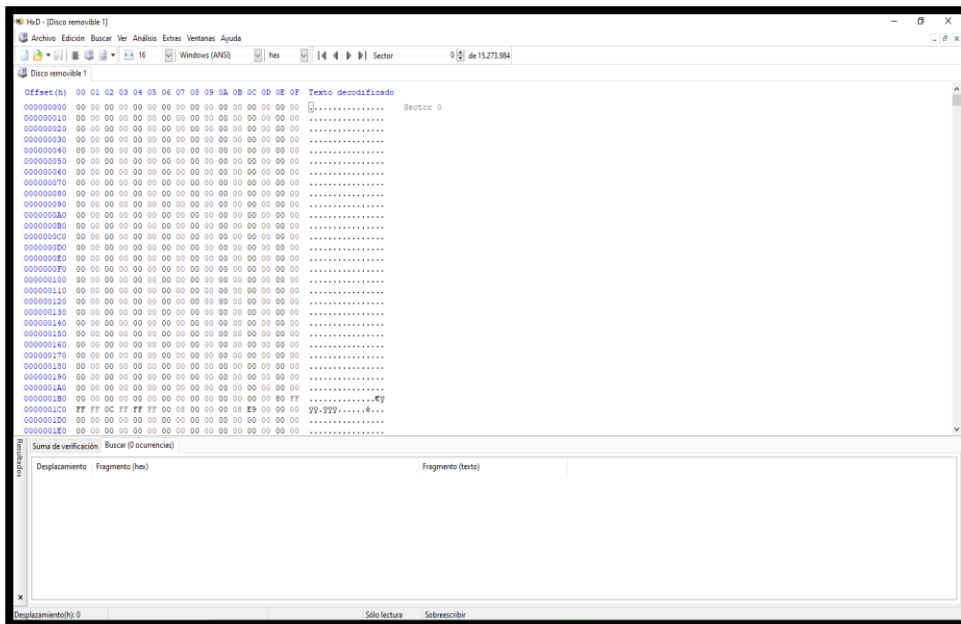 HxD - [Disco removible 1]
Archivo Edición Buscar Ver Análisis Extras Ventanas Ayuda
16 Windows (ANSI) hex Sector 0 de 15.273.984
Disco removible 1
Offset(h) 00 01 02 03 04 05 06 07 08 09 0A 0B 0C 0D 0E 0F Texto decodificado
000000000 00 00 00 00 00 00 00 00 00 00 00 00 00 00 00 00 ................ Sector 0
000000010 00 00 00 00 00 00 00 00 00 00 00 00 00 00 00 00 ................
000000020 00 00 00 00 00 00 00 00 00 00 00 00 00 00 00 00 ................
000000030 00 00 00 00 00 00 00 00 00 00 00 00 00 00 00 00 ................
000000040 00 00 00 00 00 00 00 00 00 00 00 00 00 00 00 00 ................
000000050 00 00 00 00 00 00 00 00 00 00 00 00 00 00 00 00 ................
000000060 00 00 00 00 00 00 00 00 00 00 00 00 00 00 00 00 ................
000000070 00 00 00 00 00 00 00 00 00 00 00 00 00 00 00 00 ................
000000080 00 00 00 00 00 00 00 00 00 00 00 00 00 00 00 00 ................
000000090 00 00 00 00 00 00 00 00 00 00 00 00 00 00 00 00 ................
0000000A0 00 00 00 00 00 00 00 00 00 00 00 00 00 00 00 00 ................
0000000B0 00 00 00 00 00 00 00 00 00 00 00 00 00 00 00 00 ................
0000000C0 00 00 00 00 00 00 00 00 00 00 00 00 00 00 00 00 ................
0000000D0 00 00 00 00 00 00 00 00 00 00 00 00 00 00 00 00 ................
0000000E0 00 00 00 00 00 00 00 00 00 00 00 00 00 00 00 00 ................
0000000F0 00 00 00 00 00 00 00 00 00 00 00 00 00 00 00 00 ................
000000100 00 00 00 00 00 00 00 00 00 00 00 00 00 00 00 00 ................
000000110 00 00 00 00 00 00 00 00 00 00 00 00 00 00 00 00 ................
000000120 00 00 00 00 00 00 00 00 00 00 00 00 00 00 00 00 ................
000000130 00 00 00 00 00 00 00 00 00 00 00 00 00 00 00 00 ................
000000140 00 00 00 00 00 00 00 00 00 00 00 00 00 00 00 00 ................
000000150 00 00 00 00 00 00 00 00 00 00 00 00 00 00 00 00 ................
000000160 00 00 00 00 00 00 00 00 00 00 00 00 00 00 00 00 ................
000000170 00 00 00 00 00 00 00 00 00 00 00 00 00 00 00 00 ................
000000180 00 00 00 00 00 00 00 00 00 00 00 00 00 00 00 00 ................
000000190 00 00 00 00 00 00 00 00 00 00 00 00 00 00 00 00 ................
0000001A0 00 00 00 00 00 00 00 00 00 00 00 00 00 00 00 00 ................
0000001B0 00 00 00 00 00 00 00 00 00 00 00 00 00 00 80 FF ..............€ÿ
0000001C0 FF FF 0C FF FF FF 00 08 00 00 00 08 E9 00 00 00 ÿÿ.ÿÿÿ......é...
0000001D0 00 00 00 00 00 00 00 00 00 00 00 00 00 00 00 00 ................
0000001E0 00 00 00 00 00 00 00 00 00 00 00 00 00 00 00 00 ................
Resultados
Suma de verificación Buscar (0 ocurrencias)
Desplazamiento Fragmento (hex) Fragmento (texto)
Desplazamiento(h): 0 Sólo lectura Sobreescribir